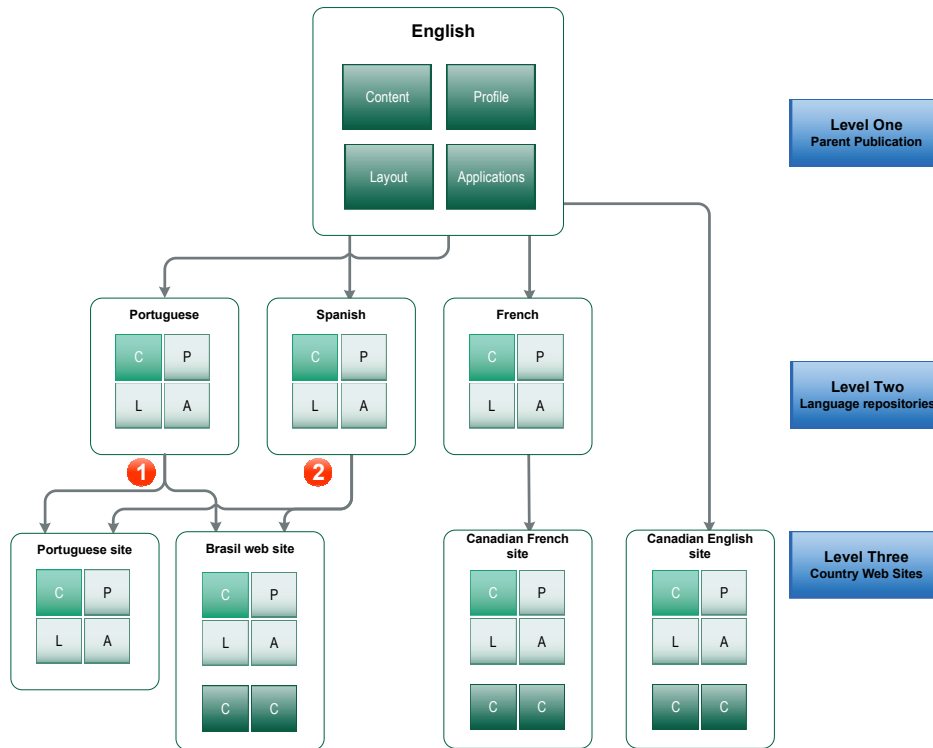 English
Content
Profile
Layout
Applications
Level One
Parent Publication
Portuguese
C
P
L
A
Spanish
C
P
L
A
French
C
P
L
A
Level Two
Language repositories
1
2
Portuguese site
C
P
L
A
Brasil web site
C
P
L
A
C
C
Canadian French
site
C
P
L
A
C
C
Canadian English
site
C
P
L
A
C
C
Level Three
Country Web Sites